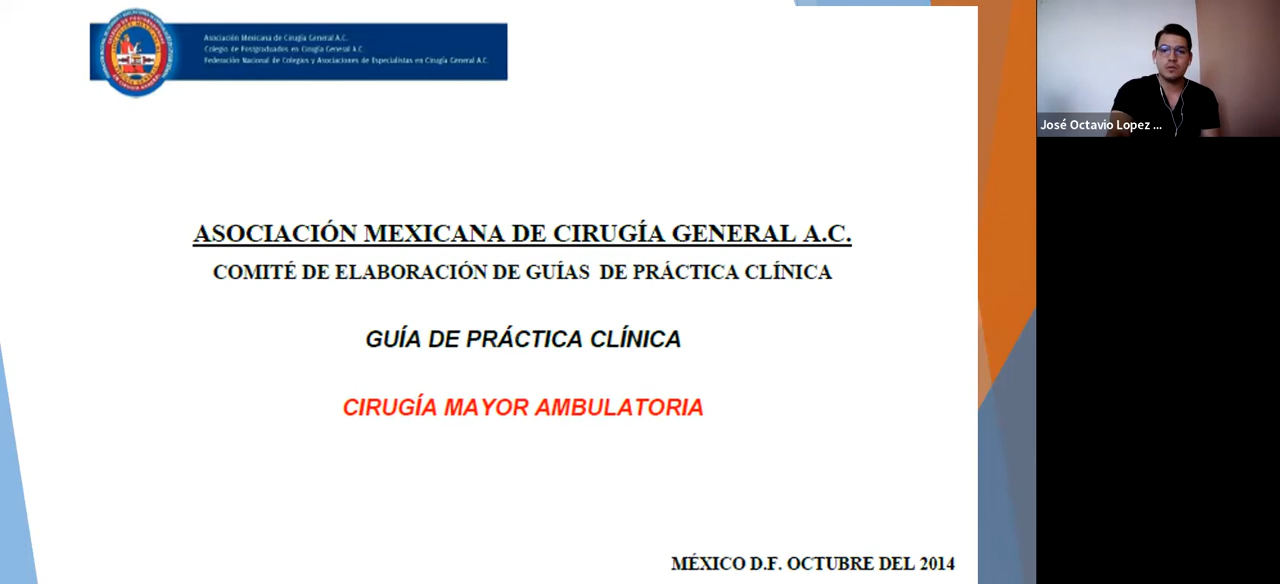 Asociación Mexicana de Cirugía General A.C.
Colegio de Postgraduados en Cirugía General A.C.
Federación Nacional de Colegios y Asociaciones de Especialistas en Cirugía General A.C.
José Octavio Lopez ...
ASOCIACIÓN MEXICANA DE CIRUGÍA GENERAL A.C.
COMITÉ DE ELABORACIÓN DE GUÍAS DE PRÁCTICA CLÍNICA
GUÍA DE PRÁCTICA CLÍNICA
CIRUGÍA MAYOR AMBULATORIA
MÉXICO D.F. OCTUBRE DEL 2014